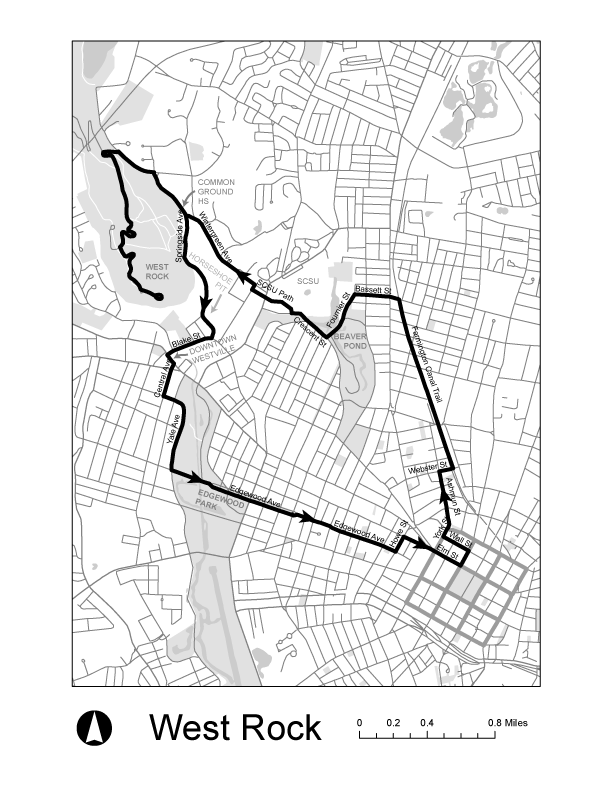 COMMON
GROUND
HS
Springside Ave
Wintergreen Ave
WEST
ROCK
HORSESHOE
PIT
SCSU
SCSU Path
Bassett St
Fournier St
Crescent St
BEAVER
POND
Farmington Canal Trail
Blake St
DOWNTOWN
WESTVILLE
Central Ave
Yale Ave
Webster St
Ashmun St
EDGEWOOD
PARK
Edgewood Ave
Edgewood Ave
Howe St
York St
Wall St
Elm St
West Rock
0 0.2 0.4 0.8 Miles